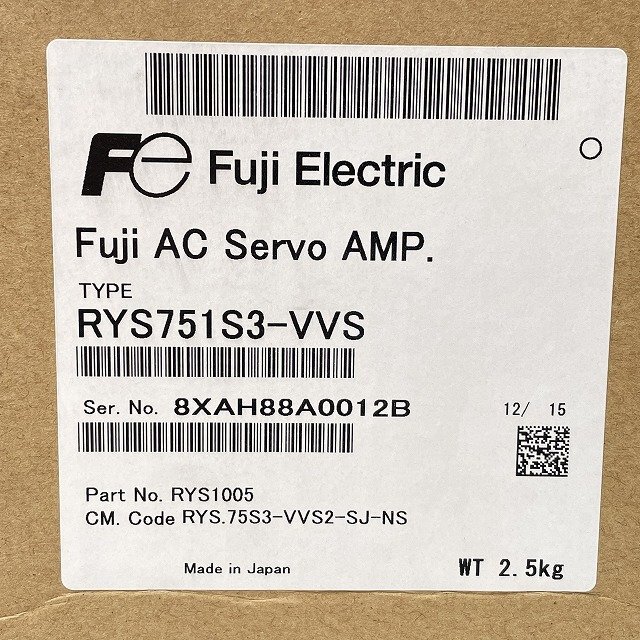 Fe Fuji Electric
Fuji AC Servo AMP.
TYPE
RYS751S3-VVS
Ser. No. 8XAH88A0012B 12/ 15
Part No. RYS1005
CM. Code RYS.75S3-VVS2-SJ-NS
Made in Japan WT 2.5kg